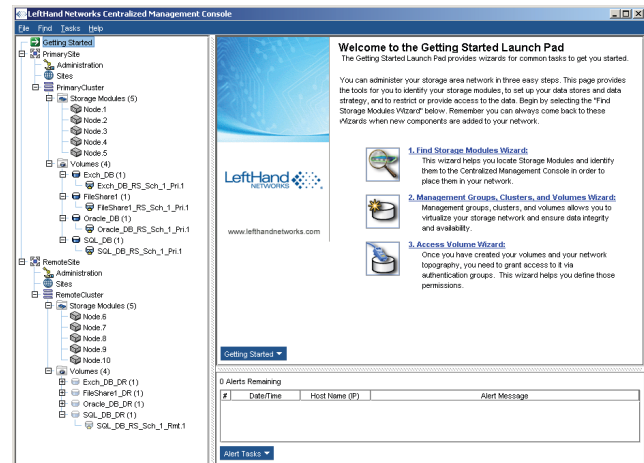 LeftHand Networks Centralized Management Console
File Find Tasks Help
Getting Started
PrimarySite
Administration
Sites
PrimaryCluster
Storage Modules (5)
Node.1
Node.2
Node.3
Node.4
Node.5
Volumes (4)
Exch_DB (1)
Exch_DB_RS_Sch_1_Pri.1
FileShare1 (1)
FileShare1_RS_Sch_1_Pri.1
Oracle_DB (1)
Oracle_DB_RS_Sch_1_Pri.1
SQL_DB (1)
SQL_DB_RS_Sch_1_Pri.1
RemoteSite
Administration
Sites
RemoteCluster
Storage Modules (5)
Node.6
Node.7
Node.8
Node.9
Node.10
Volumes (4)
Exch_DB_DR (1)
FileShare1_DR (1)
Oracle_DB_DR (1)
SQL_DB_DR (1)
SQL_DB_RS_Sch_1_Rmt.1
LeftHand
NETWORKS
www.lefthandnetworks.com
Welcome to the Getting Started Launch Pad
The Getting Started Launch Pad provides wizards for common tasks to get you started.
You can administer your storage area network in three easy steps. This page provides
the tools for you to identify your storage modules, to set up your data stores and data
strategy, and to restrict or provide access to the data. Begin by selecting the "Find
Storage Modules Wizard" below. Remember you can always come back to these
Wizards when new components are added to your network.
1. Find Storage Modules Wizard:
This wizard helps you locate Storage Modules and identify
them to the Centralized Management Console in order to
place them in your network.
2. Management Groups, Clusters, and Volumes Wizard:
Management groups, clusters, and volumes allows you to
virtualize your storage network and ensure data integrity
and availability.
3. Access Volume Wizard:
Once you have created your volumes and your network
topography, you need to grant access to it via
authentication groups. This wizard helps you define those
permissions.
Getting Started
0 Alerts Remaining
# Date/Time Host Name (IP) Alert Message
Alert Tasks